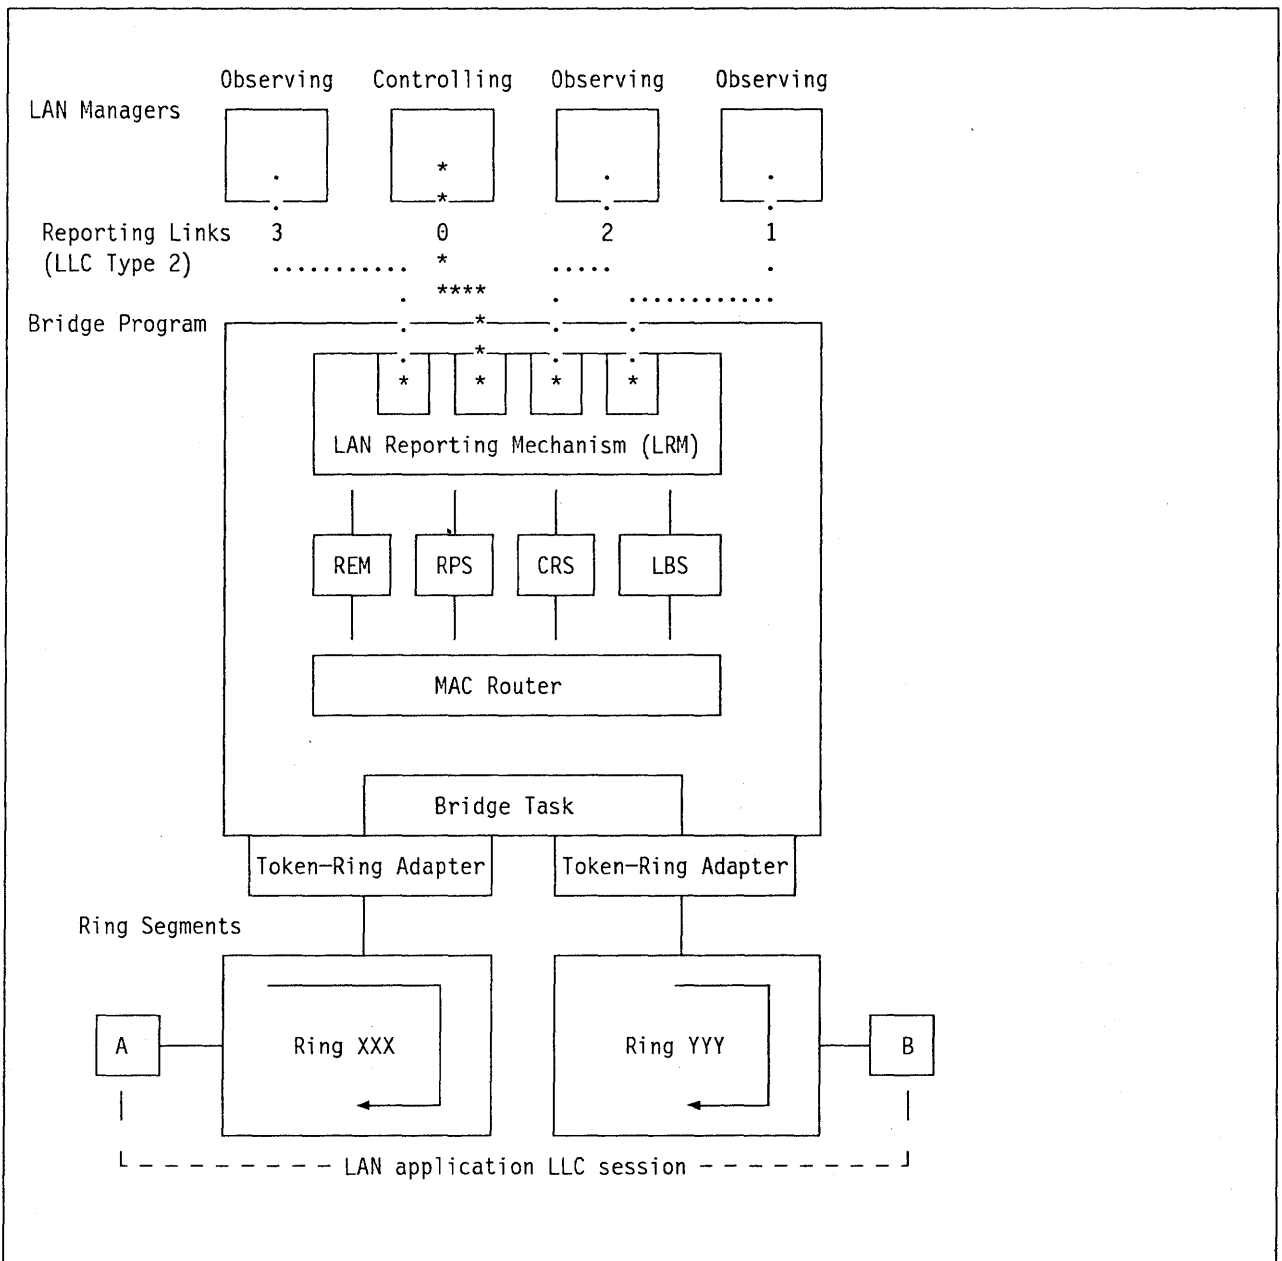 Observing Controlling Observing Observing
LAN Managers
Reporting Links 3 0 2 1
(LLC Type 2)
Bridge Program
LAN Reporting Mechanism (LRM)
REM RPS CRS LBS
MAC Router
Bridge Task
Token-Ring Adapter Token-Ring Adapter
Ring Segments
A Ring XXX Ring YYY B
LAN application LLC session